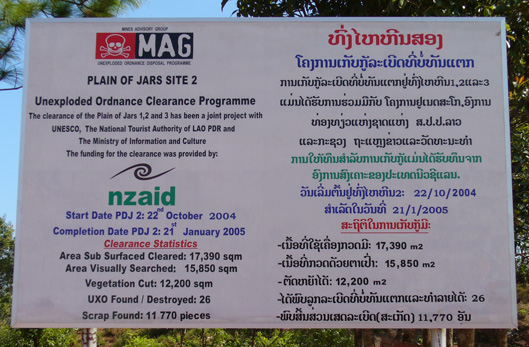 MINES ADVISORY GROUP
MAG
UNEXPLODED ORDNANCE DISPOSAL PROGRAMME
PLAIN OF JARS SITE 2
Unexploded Ordnance Clearance Programme
The clearance of the Plain of Jars 1,2 and 3 has been a joint project with
UNESCO, The National Tourist Authority of LAO PDR and
The Ministry of Information and Culture
The funding for the clearance was provided by:
nzaid
Start Date PDJ 2: 22nd October 2004
Completion Date PDJ 2: 21st January 2005
Clearance Statistics
Area Sub Surfaced Cleared: 17,390 sqm
Area Visually Searched: 15,850 sqm
Vegetation Cut: 12,200 sqm
UXO Found / Destroyed: 26
Scrap Found: 11 770 pieces
ທົ່ງໄຫຫີນສອງ
ໂຄງການເກັບກູ້ລະເບີດທີ່ບໍ່ທັນແຕກ
ການເກັບກູ້ລະເບີດທີ່ບໍ່ທັນແຕກຢູ່ທົ່ງໄຫຫີນ1,2ແລະ3
ແມ່ນໄດ້ຮັບການຮ່ວມມືກັບ ໂຄງການຢູເນດສະໂກ,ອົງການ
ທ່ອງທ່ຽວແຫ່ງຊາດແຫ່ງ ສ.ປ.ປ.ລາວ
ແລະກະຊວງ ຖະແຫຼງຂ່າວແລະວັດທະນະທຳ
ການໃຫ້ທຶນສຳລັບການເກັບກູ້ແມ່ນໄດ້ຮັບທຶນຈາກ
ອົງການສົງເຄາະຂອງປະເທດນິວຊີແລນ.
ວັນເລີ່ມຕົ້ນຢູ່ທົ່ງໄຫຫີນ2: 22/10/2004
ສຳເລັດໃນວັນທີ 21/1/2005
ສະຖິຕິໃນການເກັບກູ້ມີ:
-ເນື້ອທີ່ໃຊ້ເຄື່ອງກວດມີ: 17,390 m2
-ເນື້ອທີ່ກວດດ້ວຍຕາເປົ່າ: 15,850 m2
-ຕັດຫຍ້າໄດ້: 12,200 m2
-ໄດ້ພົບລູກລະເບີດທີ່ບໍ່ທັນແຕກແລະທຳລາຍໄດ້: 26
-ພົບສິ້ນສ່ວນເສດລະເບີດ(ສະເກັດ) 11,770 ອັນ